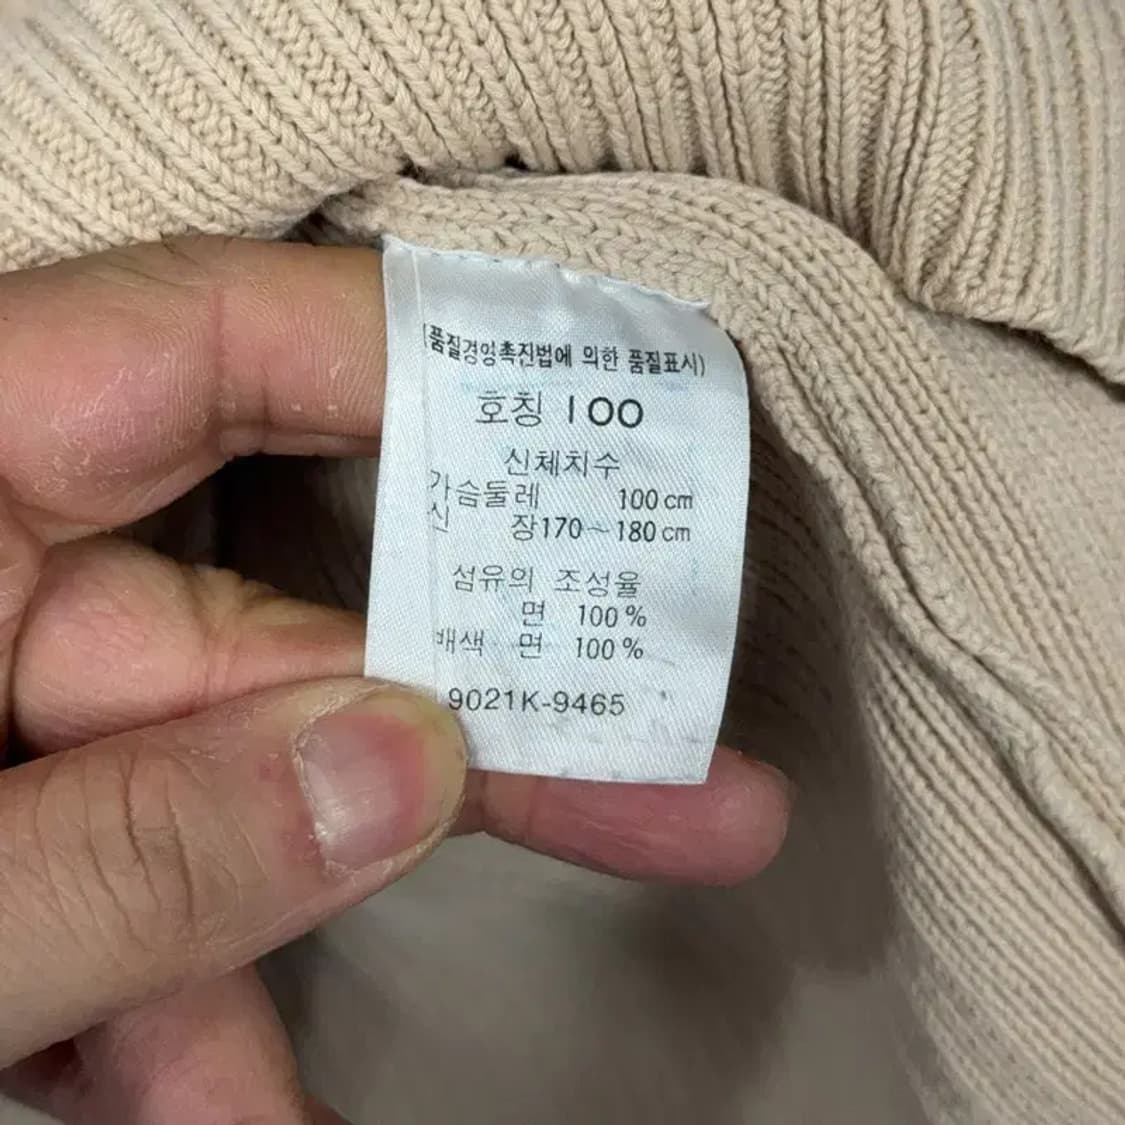 (품질경영촉진법에 의한 품질표시)
호칭 100
신체치수
가슴둘레 100 cm
신 장170~180 cm
섬유의 조성율
면 100 %
배색 면 100 %
9021K-9465